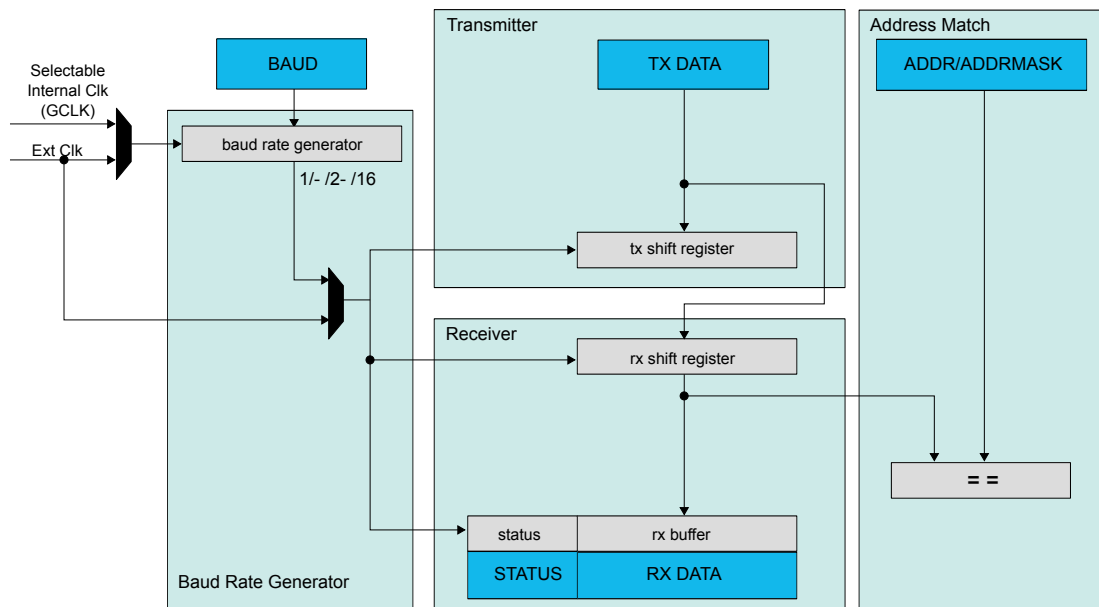 Transmitter
Address Match
BAUD
TX DATA
ADDR/ADDRMASK
Selectable
Internal Clk
(GCLK)
Ext Clk
baud rate generator
1/- /2- /16
tx shift register
Receiver
rx shift register
= =
status
rx buffer
STATUS
RX DATA
Baud Rate Generator